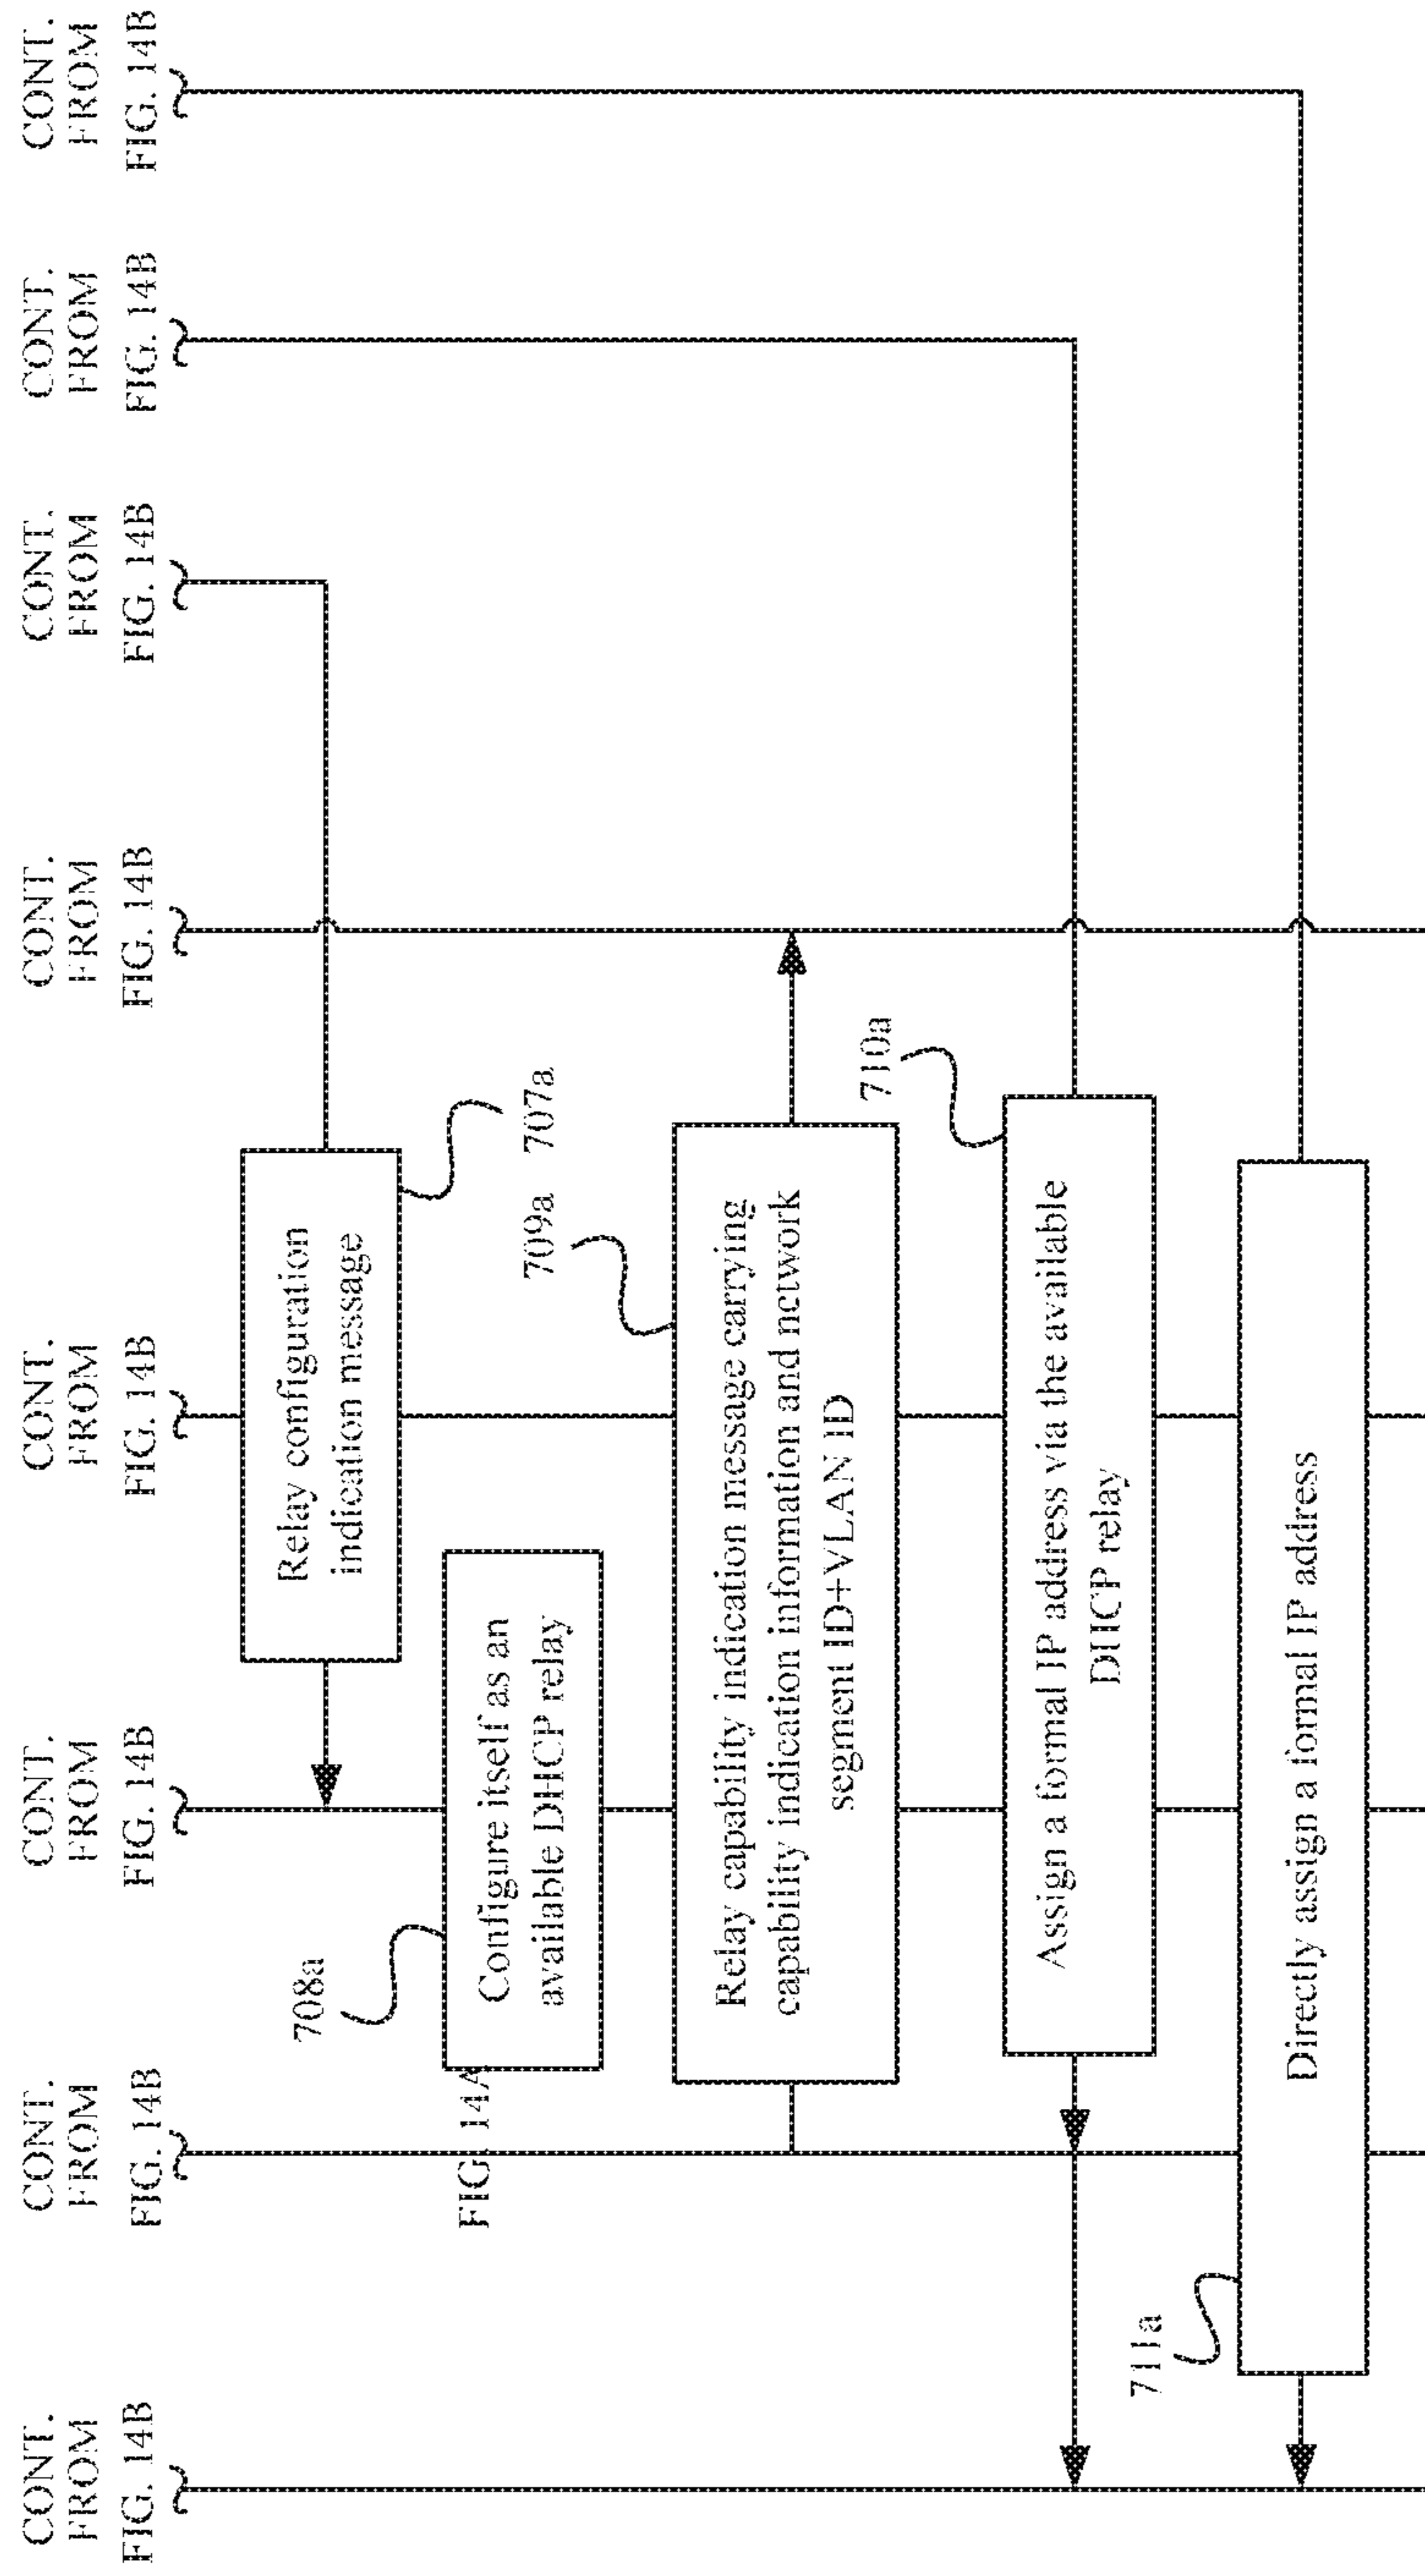 CONT.
FROM
FIG. 14B
CONT.
FROM
FIG. 14B
CONT.
FROM
FIG. 14B
CONT.
FROM
FIG. 14B
CONT.
FROM
FIG. 14B
CONT.
FROM
FIG. 14B
CONT.
FROM
FIG. 14B
CONT.
FROM
FIG. 14B
Relay configuration
indication message
707a
708a
Configure itself as an
available DHCP relay
FIG. 14A
709a
Relay capability indication message carrying
capability indication information and network
segment ID+VLAN ID
710a
Assign a formal IP address via the available
DHCP relay
711a
Directly assign a formal IP address